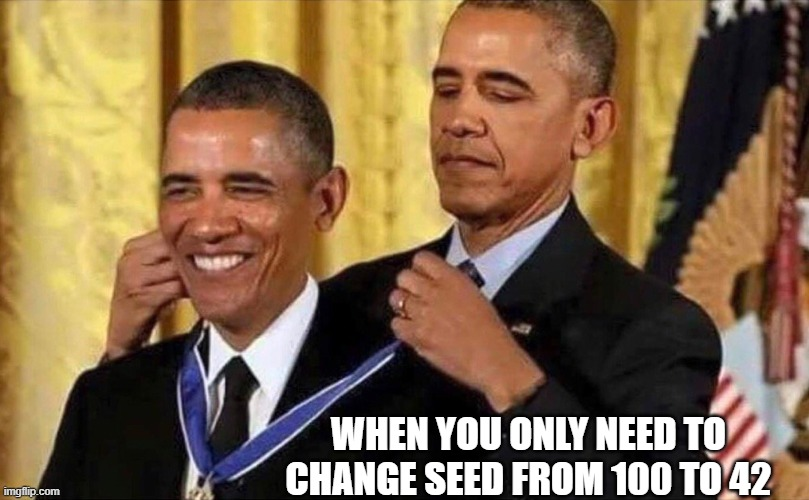 WHEN YOU ONLY NEED TO
CHANGE SEED FROM 100 TO 42
imgflip.com